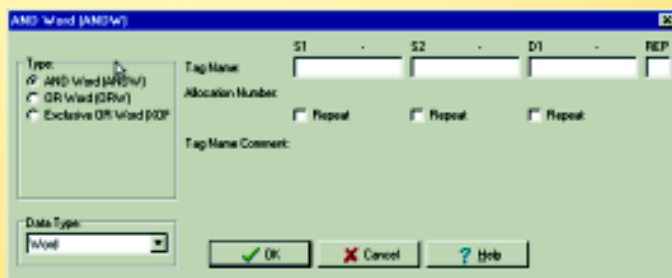 AND Word (ANDW)
S1 - S2 - D1 - REP
Type:
Tag Name:
AND Word (ANDW)
OR Word (ORW)
Exclusive OR Word (XOR
Allocation Number:
Repeat Repeat Repeat
Tag Name Comment:
Data Type:
Word
OK Cancel Help